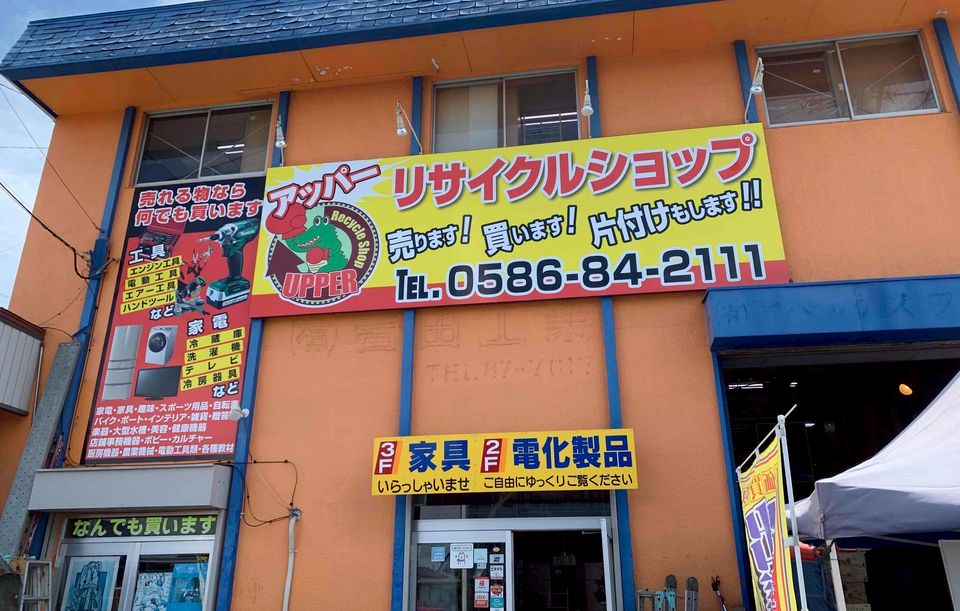 売れる物なら
何でも買います
工具
エンジン工具
電動工具
エアー工具
ハンドツール
など
家電
冷蔵庫
洗濯機
テレビ
冷房器具
など
家電・家具・趣味・スポーツ用品・自転車
バイク・ボート・インテリア・雑貨・贈答
楽器・大型水槽・美容・健康機器
店舗事務機器・ホビー・カルチャー
厨房機器・農業機械・電動工具類・各種教材
アッパー
Recycle Shop
UPPER
リサイクルショップ
売ります! 買います! 片付けもします!!
TEL. 0586-84-2111
TEL.87-7017
3F 家具 2F 電化製品
いらっしゃいませ ご自由にゆっくりご覧ください
なんでも買います